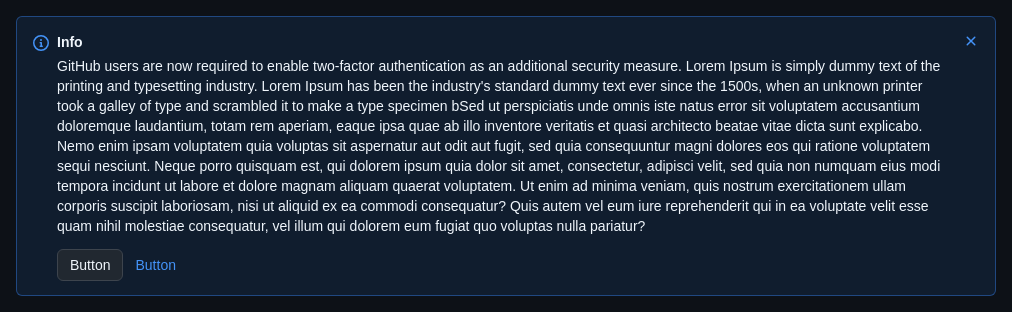 Info
GitHub users are now required to enable two-factor authentication as an additional security measure. Lorem Ipsum is simply dummy text of the
printing and typesetting industry. Lorem Ipsum has been the industry's standard dummy text ever since the 1500s, when an unknown printer
took a galley of type and scrambled it to make a type specimen bSed ut perspiciatis unde omnis iste natus error sit voluptatem accusantium
doloremque laudantium, totam rem aperiam, eaque ipsa quae ab illo inventore veritatis et quasi architecto beatae vitae dicta sunt explicabo.
Nemo enim ipsam voluptatem quia voluptas sit aspernatur aut odit aut fugit, sed quia consequuntur magni dolores eos qui ratione voluptatem
sequi nesciunt. Neque porro quisquam est, qui dolorem ipsum quia dolor sit amet, consectetur, adipisci velit, sed quia non numquam eius modi
tempora incidunt ut labore et dolore magnam aliquam quaerat voluptatem. Ut enim ad minima veniam, quis nostrum exercitationem ullam
corporis suscipit laboriosam, nisi ut aliquid ex ea commodi consequatur? Quis autem vel eum iure reprehenderit qui in ea voluptate velit esse
quam nihil molestiae consequatur, vel illum qui dolorem eum fugiat quo voluptas nulla pariatur?
Button Button